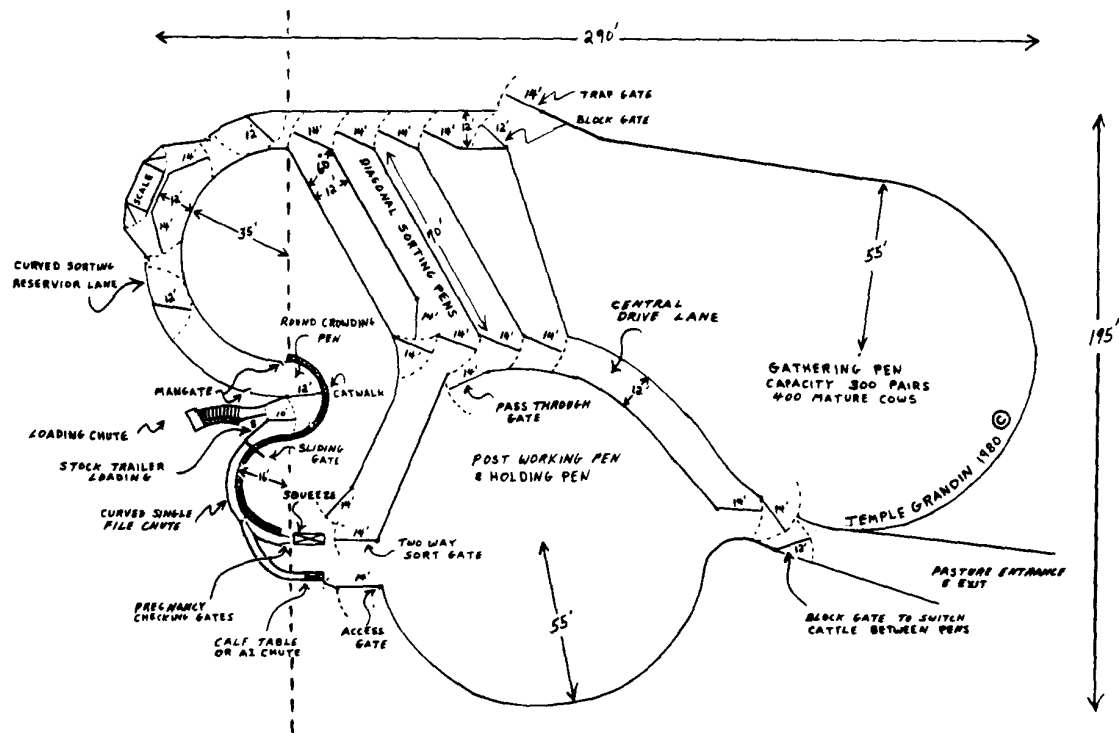 290'
14'
TRAP GATE
BLOCK GATE
12'
12'
12
14'
14'
14'
14'
14'
SCALE
12
14'
60°
12'
DIAGONAL SORTING PENS
70'
35'
55'
195'
CURVED SORTING
RESERVIOR LANE
12'
ROUND CROWDING
PEN
14'
14'
14'
14'
14'
14'
CENTRAL
DRIVE LANE
12'
GATHERING PEN
CAPACITY 300 PAIRS
400 MATURE COWS
MANGATE
12'
CATWALK
10'
8
LOADING CHUTE
PASS THROUGH
GATE
STOCK TRAILER
LOADING
SLIDING
GATE
16'
POST WORKING PEN
& HOLDING PEN
TEMPLE GRANDIN 1980 ©
CURVED SINGLE
FILE CHUTE
SQUEEZE
14'
14'
TWO WAY
SORT GATE
14'
12'
PASTURE ENTRANCE
& EXIT
PREGNANCY
CHECKING GATES
CALF TABLE
OR AI CHUTE
14'
ACCESS
GATE
55'
BLOCK GATE TO SWITCH
CATTLE BETWEEN PENS